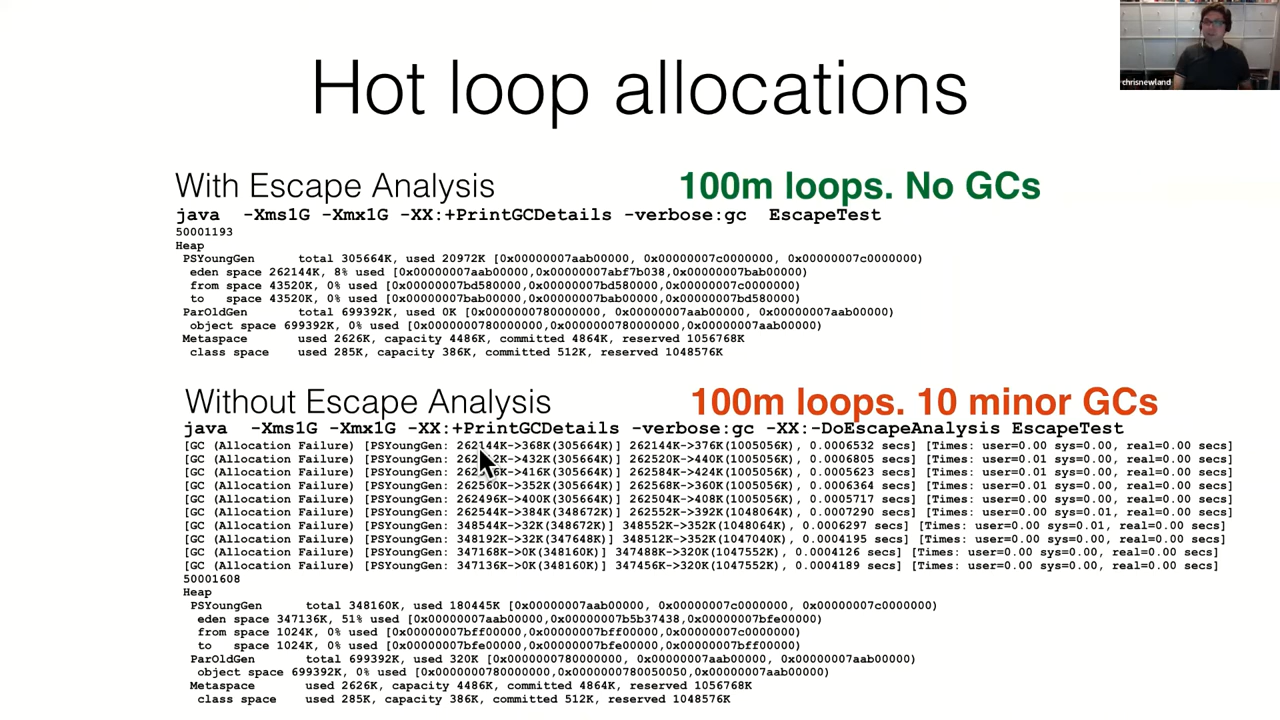 chrisnewland
Hot loop allocations
With Escape Analysis
100m loops. No GCs
java -Xms1G -Xmx1G -XX:+PrintGCDetails -verbose:gc EscapeTest
50001193
Heap
PSYoungGen total 305664K, used 20972K [0x00000007aab00000, 0x00000007c0000000, 0x00000007c0000000)
eden space 262144K, 8% used [0x00000007aab00000,0x00000007abf7b038,0x00000007bab00000)
from space 43520K, 0% used [0x00000007bd580000,0x00000007bd580000,0x00000007c0000000)
to space 43520K, 0% used [0x00000007bab00000,0x00000007bab00000,0x00000007bd580000)
ParOldGen total 699392K, used 0K [0x0000000780000000, 0x00000007aab00000, 0x00000007aab00000)
object space 699392K, 0% used [0x0000000780000000,0x0000000780000000,0x00000007aab00000)
Metaspace used 2626K, capacity 4486K, committed 4864K, reserved 1056768K
class space used 285K, capacity 386K, committed 512K, reserved 1048576K
Without Escape Analysis
100m loops. 10 minor GCs
java -Xms1G -Xmx1G -XX:+PrintGCDetails -verbose:gc -XX:-DoEscapeAnalysis EscapeTest
[GC (Allocation Failure) [PSYoungGen: 262144K->368K(305664K)] 262144K->376K(1005056K), 0.0006532 secs] [Times: user=0.00 sys=0.00, real=0.00 secs]
[GC (Allocation Failure) [PSYoungGen: 262512K->432K(305664K)] 262520K->440K(1005056K), 0.0006805 secs] [Times: user=0.01 sys=0.00, real=0.00 secs]
[GC (Allocation Failure) [PSYoungGen: 262576K->416K(305664K)] 262584K->424K(1005056K), 0.0005623 secs] [Times: user=0.00 sys=0.00, real=0.00 secs]
[GC (Allocation Failure) [PSYoungGen: 262560K->352K(305664K)] 262568K->360K(1005056K), 0.0006364 secs] [Times: user=0.01 sys=0.00, real=0.00 secs]
[GC (Allocation Failure) [PSYoungGen: 262496K->400K(305664K)] 262504K->408K(1005056K), 0.0005717 secs] [Times: user=0.00 sys=0.00, real=0.00 secs]
[GC (Allocation Failure) [PSYoungGen: 262544K->384K(348672K)] 262552K->392K(1048064K), 0.0007290 secs] [Times: user=0.00 sys=0.00, real=0.01 secs]
[GC (Allocation Failure) [PSYoungGen: 348544K->32K(348672K)] 348552K->352K(1048064K), 0.0006297 secs] [Times: user=0.00 sys=0.01, real=0.00 secs]
[GC (Allocation Failure) [PSYoungGen: 348192K->32K(347648K)] 348512K->352K(1047040K), 0.0004195 secs] [Times: user=0.00 sys=0.00, real=0.00 secs]
[GC (Allocation Failure) [PSYoungGen: 347168K->0K(348160K)] 347488K->320K(1047552K), 0.0004126 secs] [Times: user=0.00 sys=0.00, real=0.00 secs]
[GC (Allocation Failure) [PSYoungGen: 347136K->0K(348160K)] 347456K->320K(1047552K), 0.0004189 secs] [Times: user=0.00 sys=0.00, real=0.00 secs]
50001608
Heap
PSYoungGen total 348160K, used 180445K [0x00000007aab00000, 0x00000007c0000000, 0x00000007c0000000)
eden space 347136K, 51% used [0x00000007aab00000,0x00000007b5b37438,0x00000007bfe00000)
from space 1024K, 0% used [0x00000007bff00000,0x00000007bff00000,0x00000007c0000000)
to space 1024K, 0% used [0x00000007bfe00000,0x00000007bfe00000,0x00000007bff00000)
ParOldGen total 699392K, used 320K [0x0000000780000000, 0x00000007aab00000, 0x00000007aab00000)
object space 699392K, 0% used [0x0000000780000000,0x0000000780050050,0x00000007aab00000)
Metaspace used 2626K, capacity 4486K, committed 4864K, reserved 1056768K
class space used 285K, capacity 386K, committed 512K, reserved 1048576K